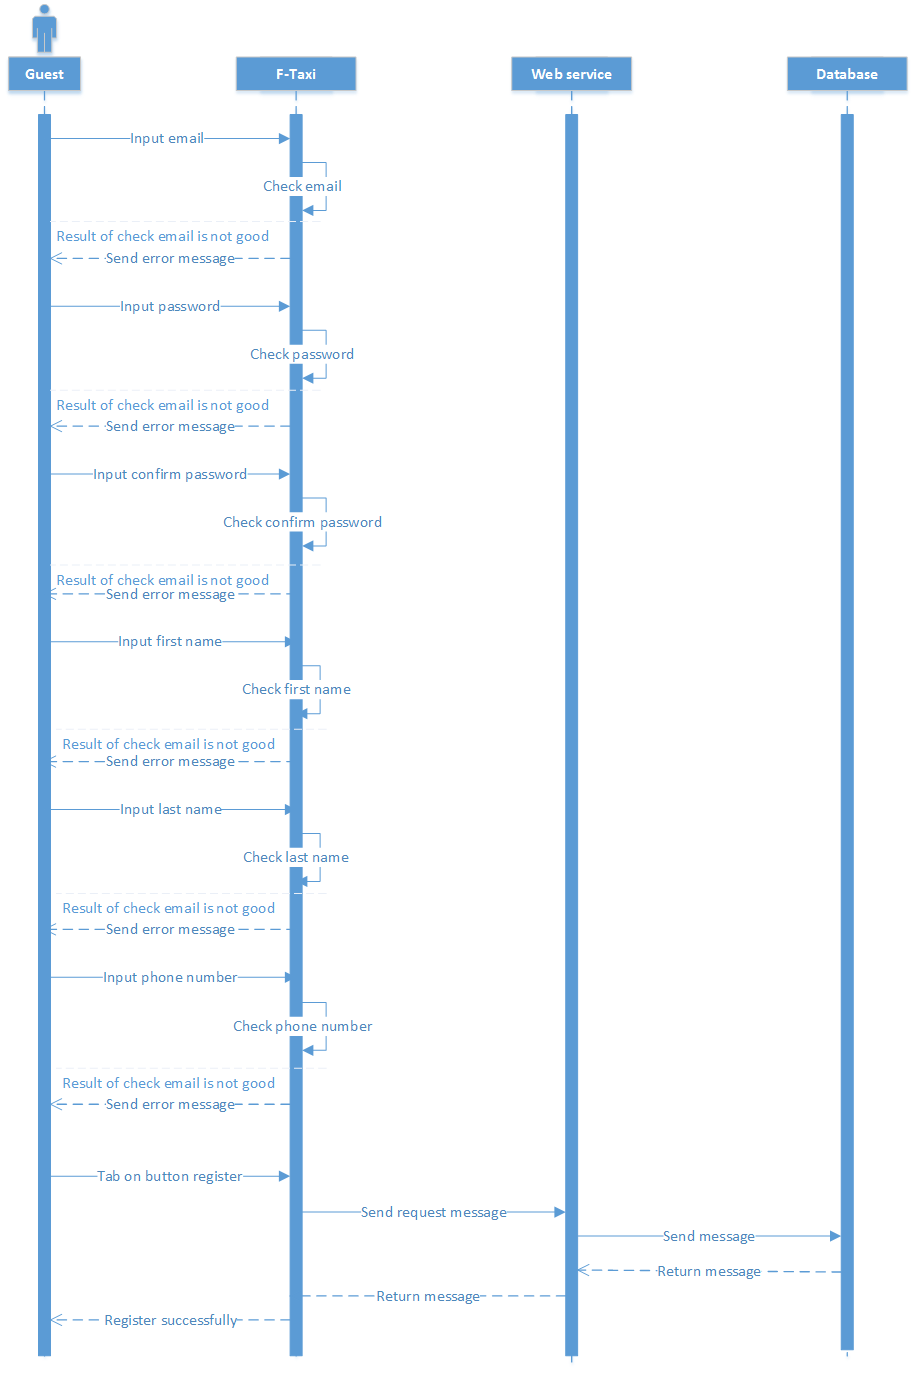 Guest
F-Taxi
Web service
Database
Input email
Check email
Result of check email is not good
Send error message
Input password
Check password
Result of check email is not good
Send error message
Input confirm password
Check confirm password
Result of check email is not good
Send error message
Input first name
Check first name
Result of check email is not good
Send error message
Input last name
Check last name
Result of check email is not good
Send error message
Input phone number
Check phone number
Result of check email is not good
Send error message
Tab on button register
Send request message
Send message
Return message
Return message
Register successfully